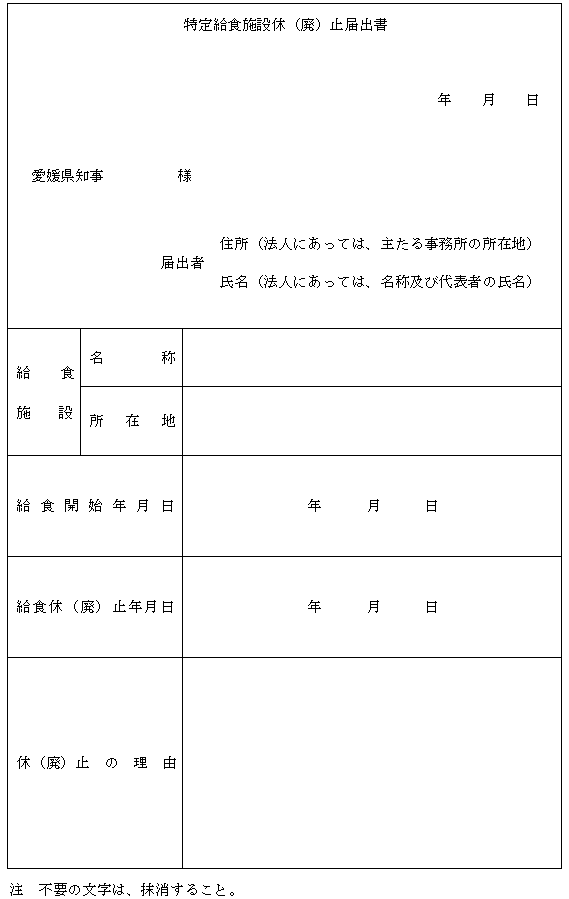 特定給食施設休（廃）止届出書
年　　月　　日
愛媛県知事　　　　　様
届出者
住所（法人にあっては、主たる事務所の所在地）
氏名（法人にあっては、名称及び代表者の氏名）
給食
施設
名称
所在地
給食開始年月日
年　　月　　日
給食休（廃）止年月日
年　　月　　日
休（廃）止の理由
注　不要の文字は、抹消すること。